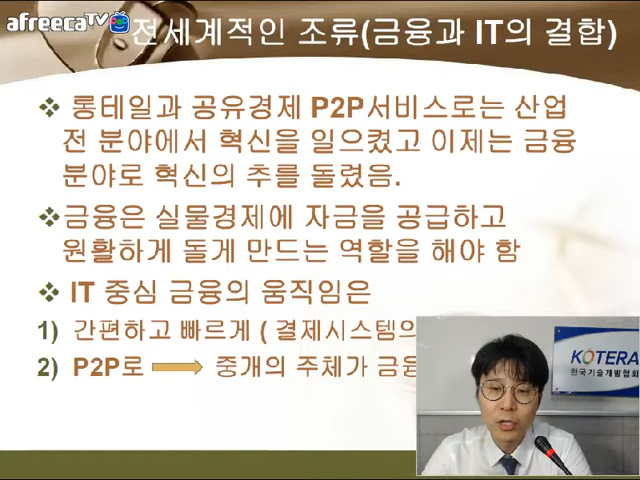 afreecaTV
전세계적인 조류(금융과 IT의 결합)
❖ 롱테일과 공유경제 P2P서비스로는 산업
전 분야에서 혁신을 일으켰고 이제는 금융
분야로 혁신의 추를 돌렸음.
❖금융은 실물경제에 자금을 공급하고
원활하게 돌게 만드는 역할을 해야 함
❖ IT 중심 금융의 움직임은
1) 간편하고 빠르게 ( 결제시스템의
2) P2P로 중개의 주체가 금융
KOTERA
한국기술개발협회